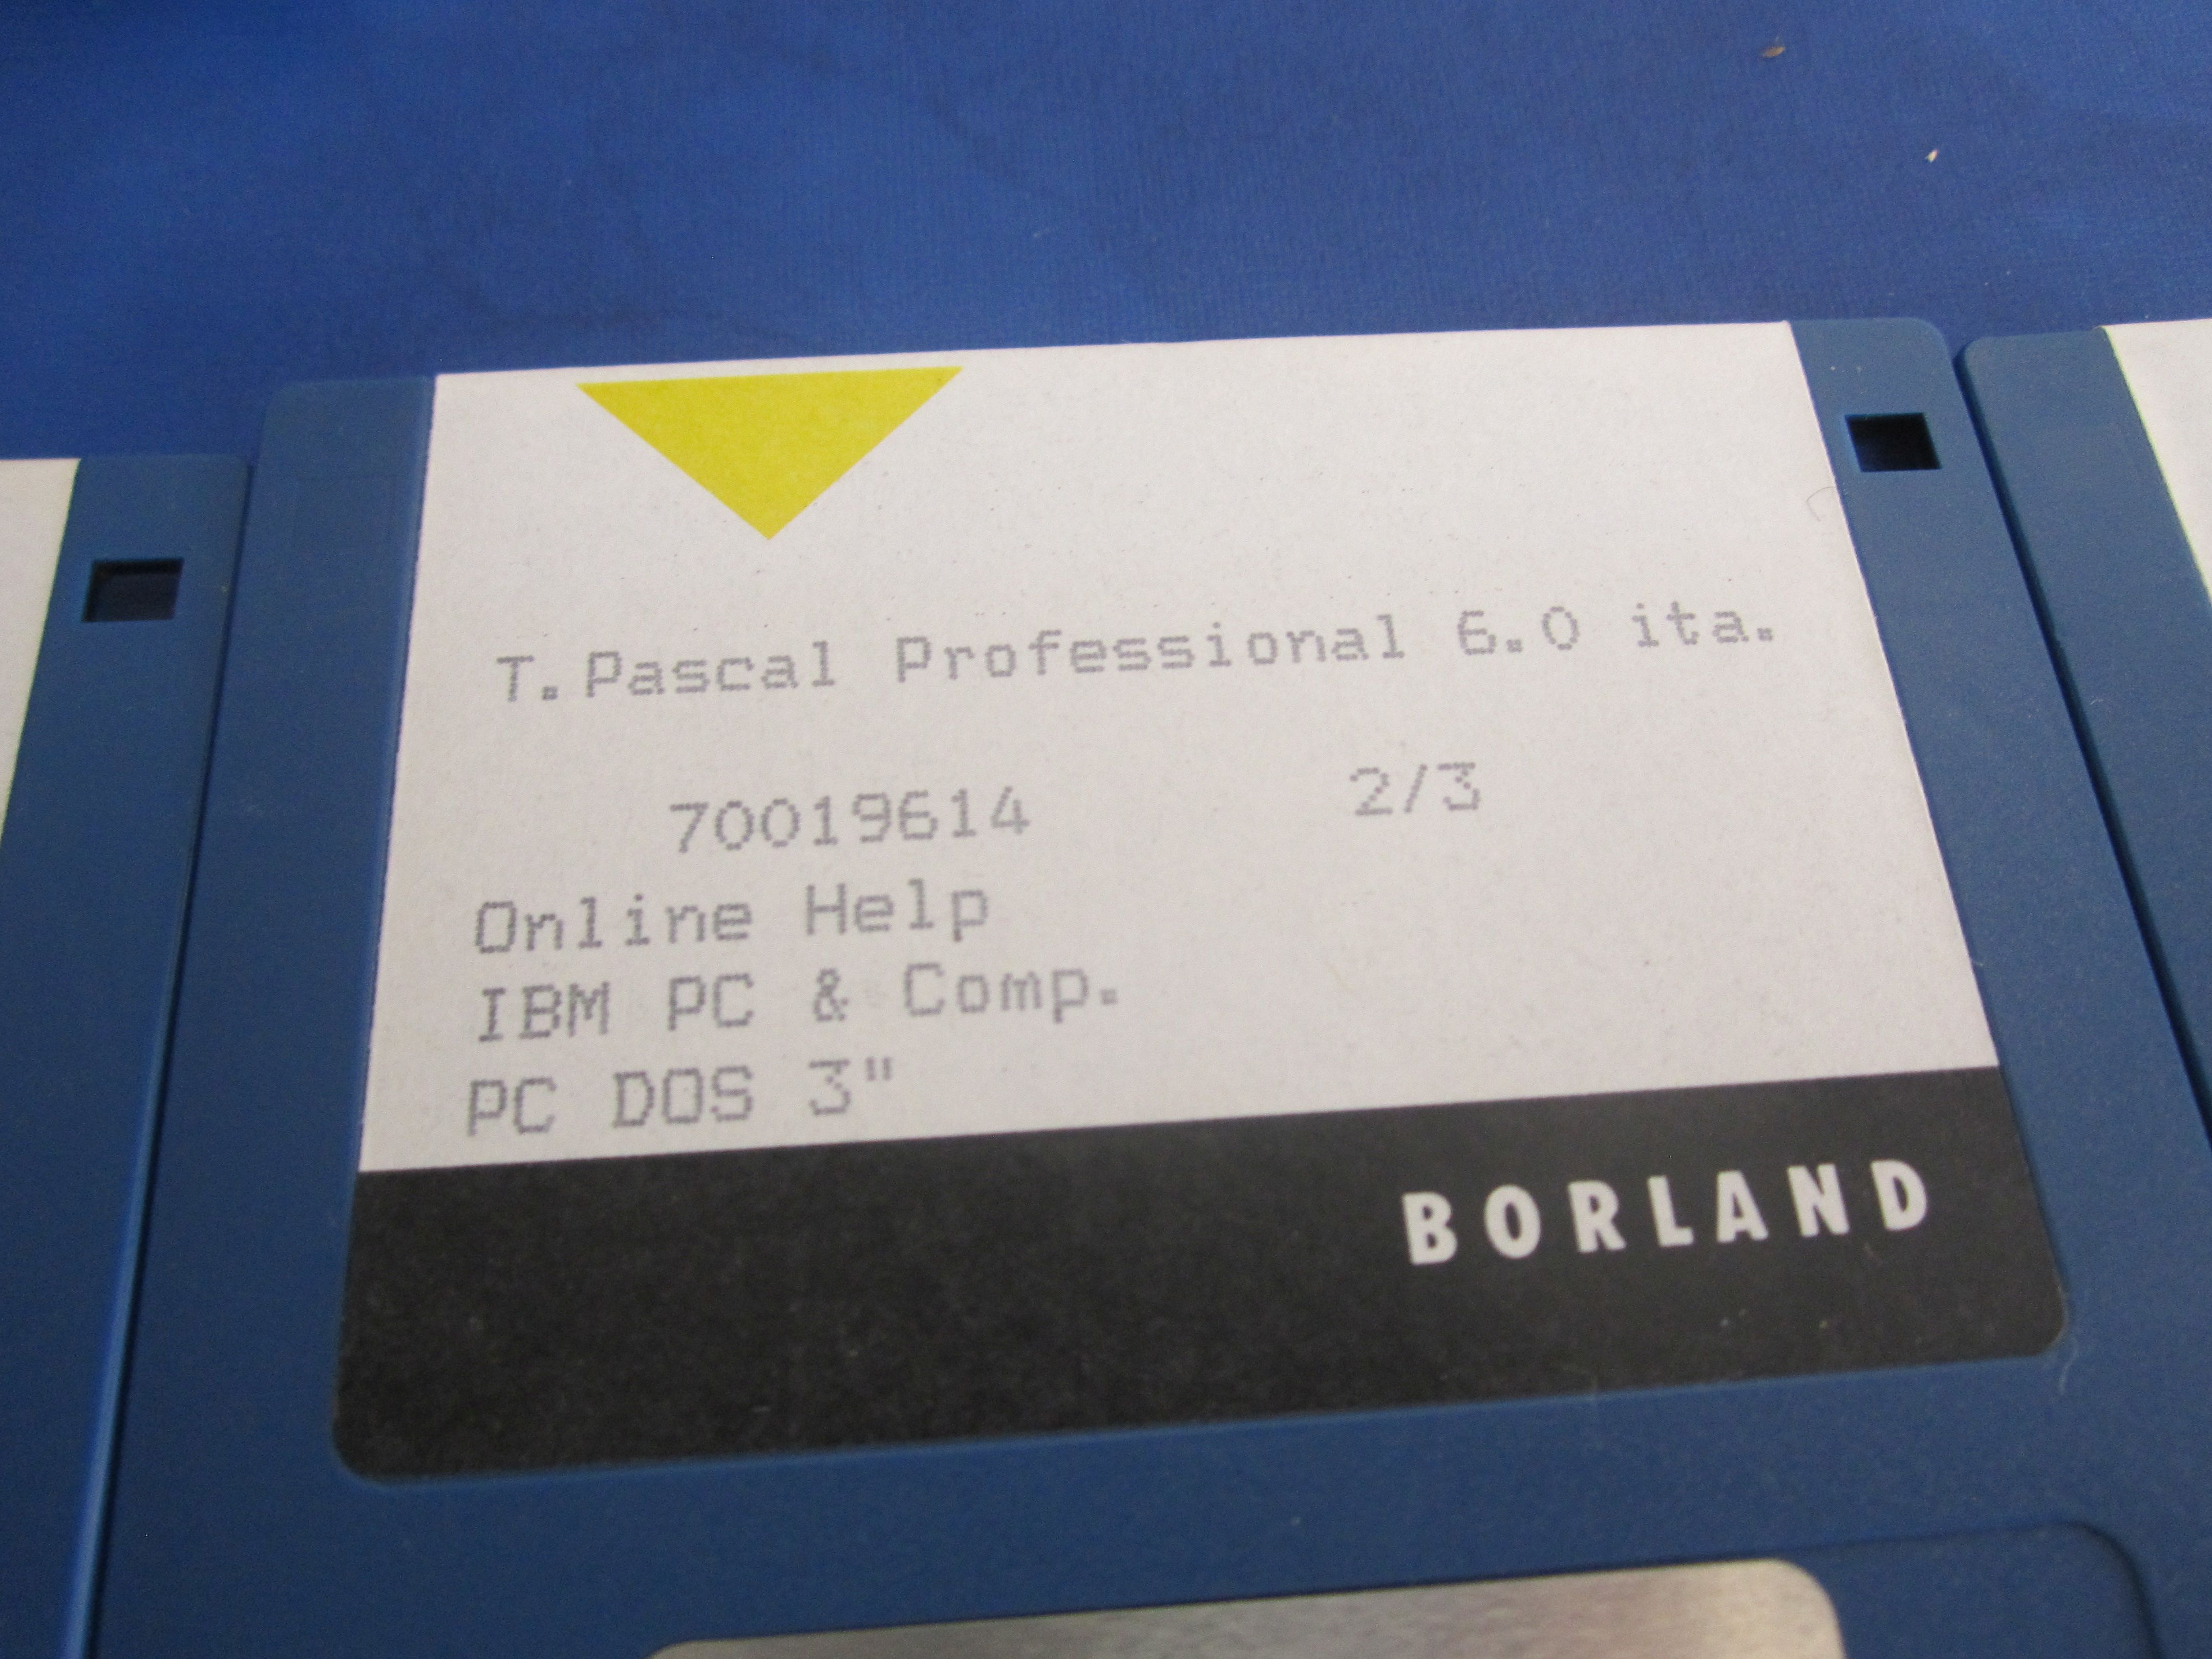 T.Pascal Professional 6.0 ita.
70019614 2/3
Online Help
IBM PC & Comp.
PC DOS 3"
BORLAND